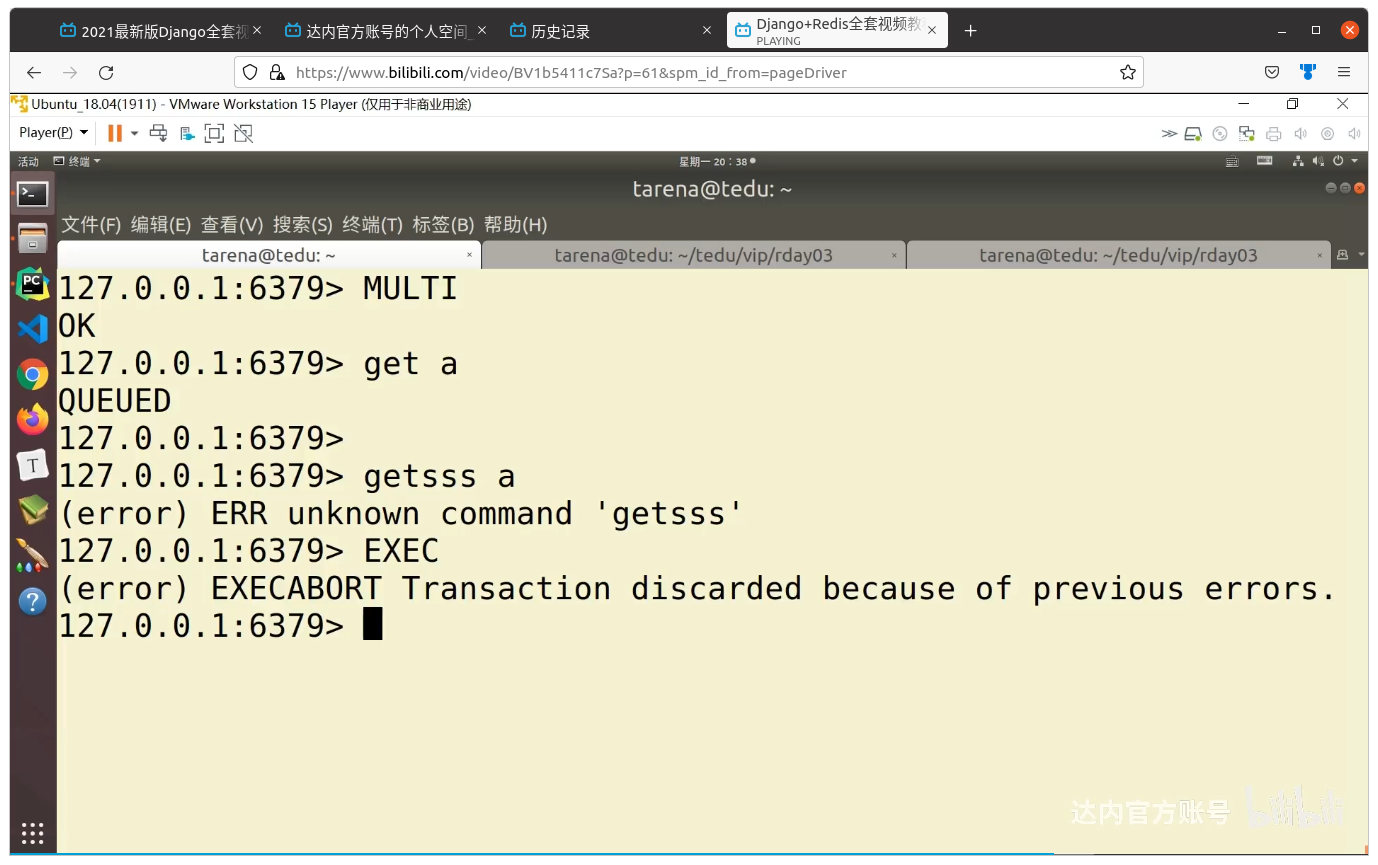 2021最新版Django全套视
达内官方账号的个人空间_
历史记录
Django+Redis全套视频教
PLAYING
https://www.bilibili.com/video/BV1b5411c7Sa?p=61&spm_id_from=pageDriver
Ubuntu_18.04(1911) - VMware Workstation 15 Player (仅用于非商业用途)
Player(P)
活动 终端 星期一 20：38
tarena@tedu: ~
文件(F) 编辑(E) 查看(V) 搜索(S) 终端(T) 标签(B) 帮助(H)
tarena@tedu: ~
tarena@tedu: ~/tedu/vip/rday03
tarena@tedu: ~/tedu/vip/rday03
127.0.0.1:6379> MULTI
OK
127.0.0.1:6379> get a
QUEUED
127.0.0.1:6379>
127.0.0.1:6379> getsss a
(error) ERR unknown command 'getsss'
127.0.0.1:6379> EXEC
(error) EXECABORT Transaction discarded because of previous errors.
127.0.0.1:6379>
达内官方账号 bilibili